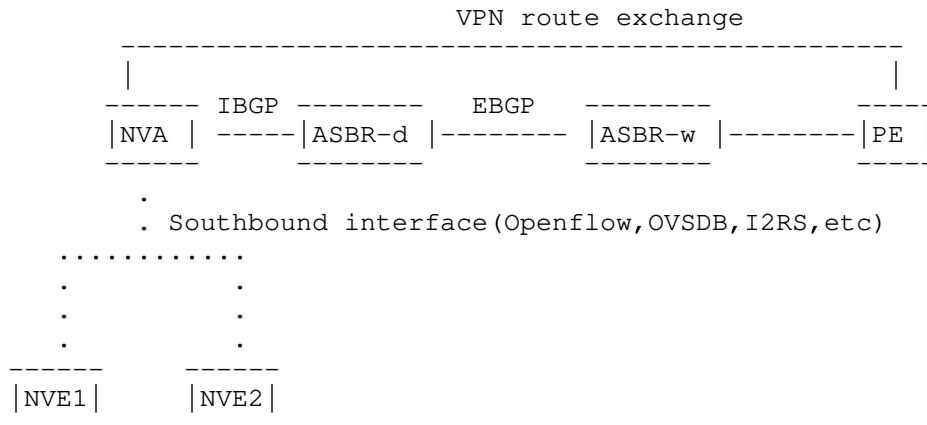 VPN route exchange
IBGP EBGP
NVA ASBR-d ASBR-w PE
Southbound interface(Openflow,OVSDB,I2RS,etc)
NVE1 NVE2